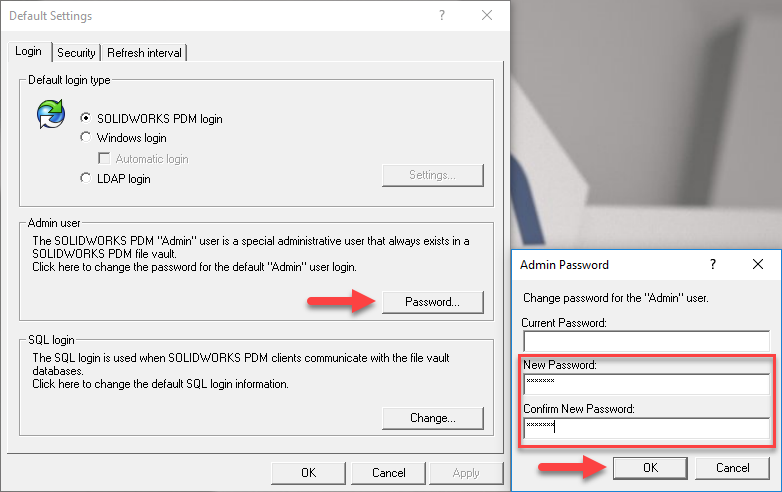 Default Settings
Login
Security
Refresh interval
Default login type
SOLIDWORKS PDM login
Windows login
Automatic login
LDAP login
Settings...
Admin user
The SOLIDWORKS PDM "Admin" user is a special administrative user that always exists in a
SOLIDWORKS PDM file vault.
Click here to change the password for the default "Admin" user login.
Password...
SQL login
The SQL login is used when SOLIDWORKS PDM clients communicate with the file vault
databases.
Click here to change the default SQL login information.
Change...
OK
Cancel
Apply
Admin Password
?
Change password for the "Admin" user.
Current Password:
New Password:
*******
Confirm New Password:
*******
OK
Cancel